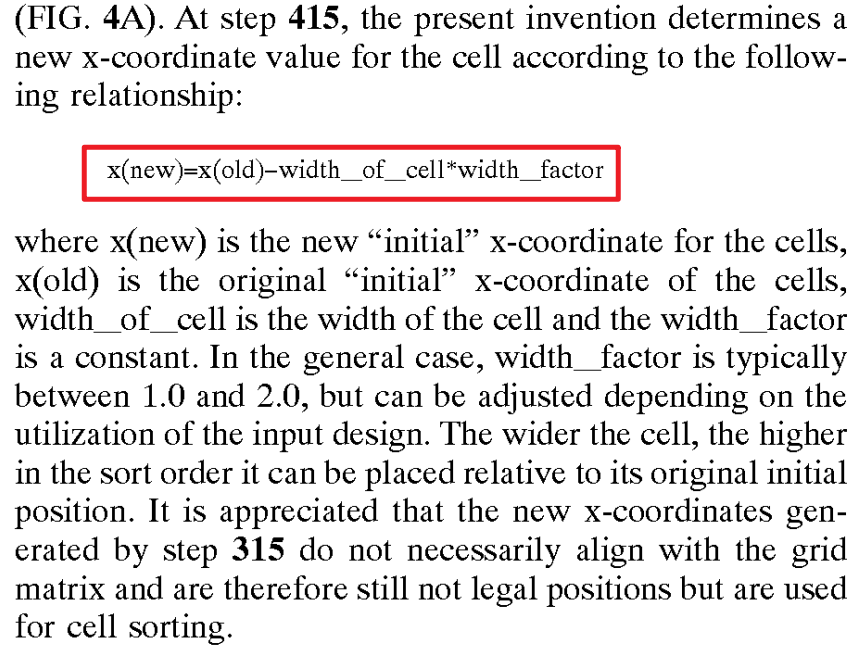 (FIG. 4A). At step 415, the present invention determines a
new x-coordinate value for the cell according to the follow-
ing relationship:
x(new)=x(old)−width_of_cell*width_factor
where x(new) is the new “initial” x-coordinate for the cells,
x(old) is the original “initial” x-coordinate of the cells,
width_of_cell is the width of the cell and the width_factor
is a constant. In the general case, width_factor is typically
between 1.0 and 2.0, but can be adjusted depending on the
utilization of the input design. The wider the cell, the higher
in the sort order it can be placed relative to its original initial
position. It is appreciated that the new x-coordinates gen-
erated by step 315 do not necessarily align with the grid
matrix and are therefore still not legal positions but are used
for cell sorting.